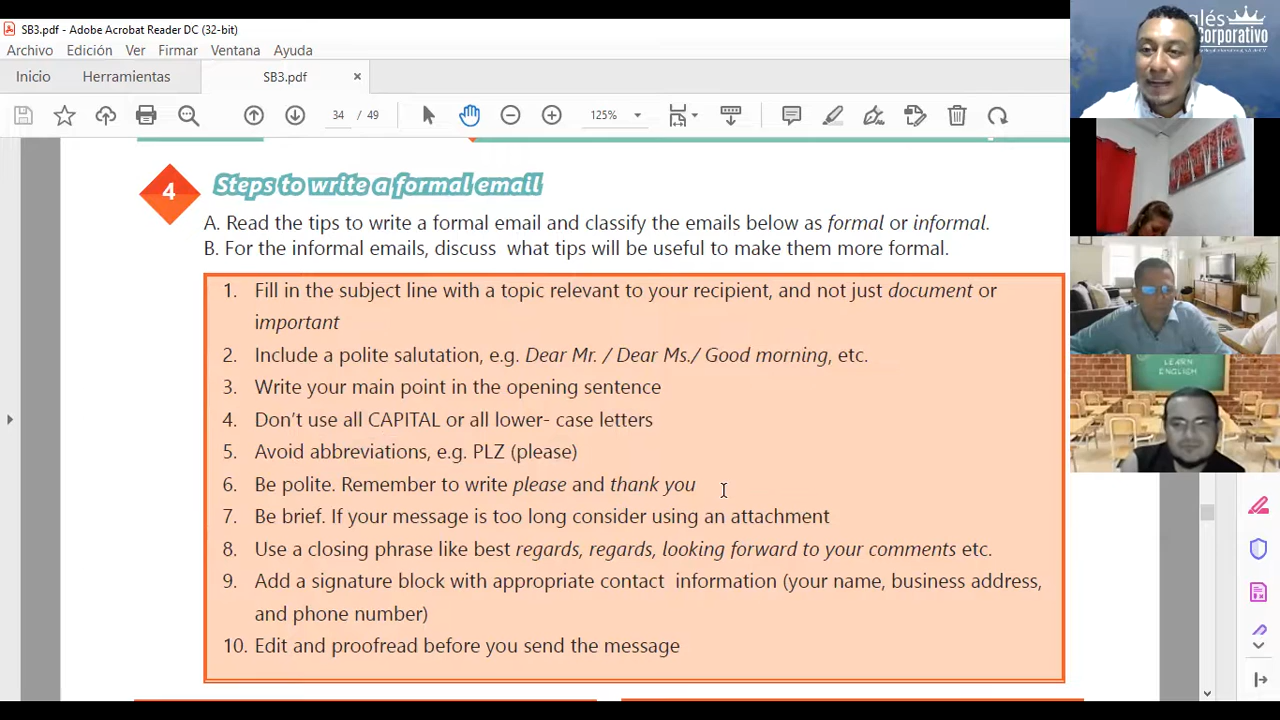 SB3.pdf - Adobe Acrobat Reader DC (32-bit)
Archivo Edición Ver Firmar Ventana Ayuda
Inicio Herramientas SB3.pdf ×
34 / 49 125%
4 Steps to write a formal email
A. Read the tips to write a formal email and classify the emails below as formal or informal.
B. For the informal emails, discuss what tips will be useful to make them more formal.
1. Fill in the subject line with a topic relevant to your recipient, and not just document or
important
2. Include a polite salutation, e.g. Dear Mr. / Dear Ms./ Good morning, etc.
3. Write your main point in the opening sentence
4. Don't use all CAPITAL or all lower- case letters
5. Avoid abbreviations, e.g. PLZ (please)
6. Be polite. Remember to write please and thank you
7. Be brief. If your message is too long consider using an attachment
8. Use a closing phrase like best regards, regards, looking forward to your comments etc.
9. Add a signature block with appropriate contact information (your name, business address,
and phone number)
10. Edit and proofread before you send the message
glés
Corporativo
LEARN
ENGLISH